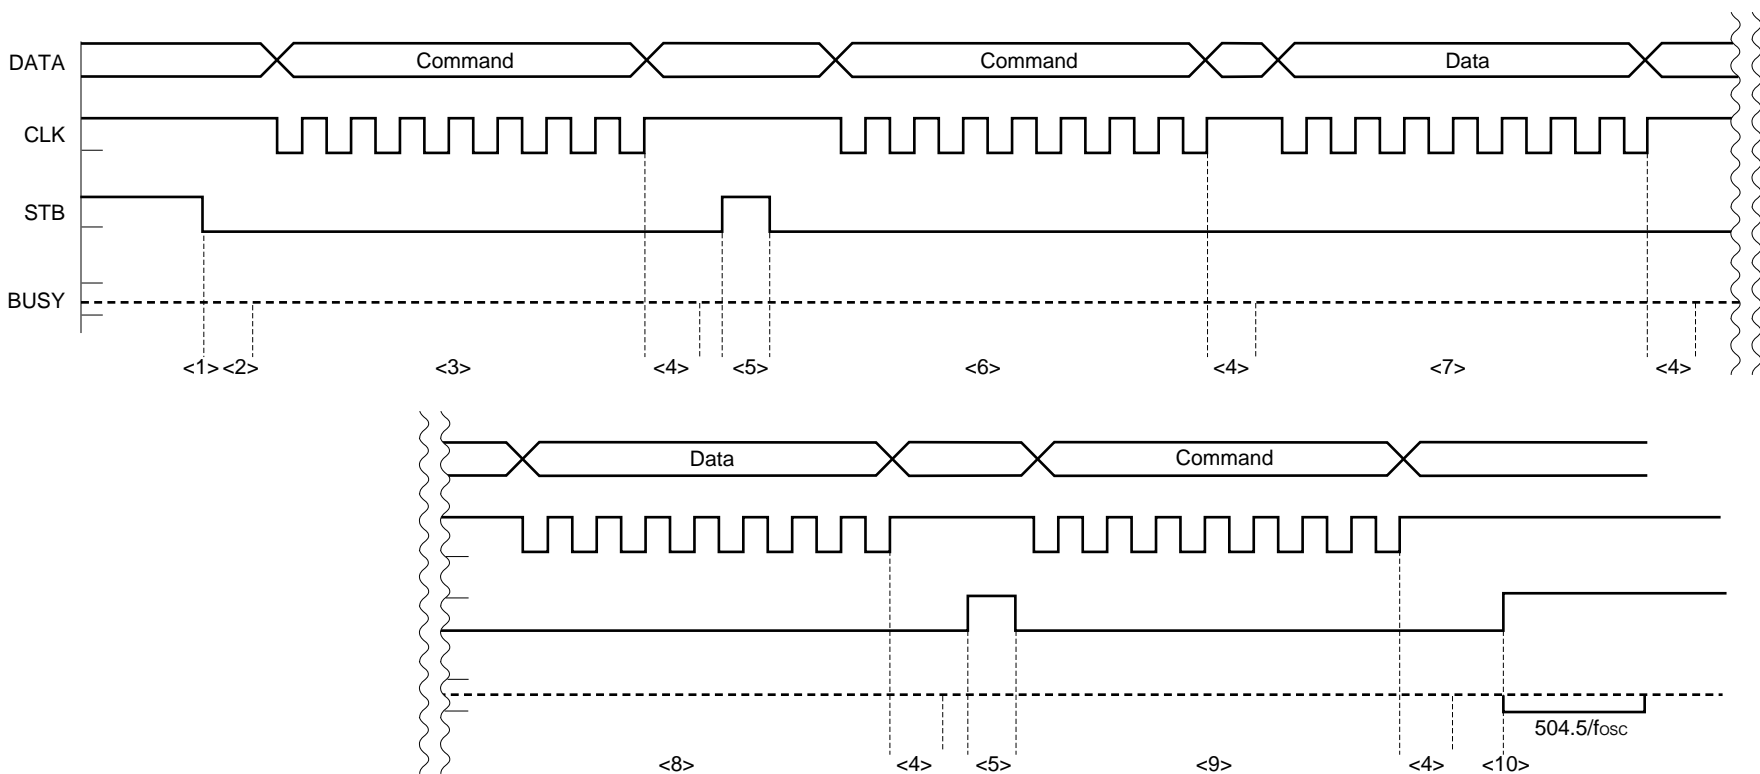 DATA
Command
Command
Data
CLK
STB
BUSY
<1> <2> <3> <4> <5> <6> <4> <7> <4>
Data
Command
504.5/fOSC
<8> <4> <5> <9> <4> <10>